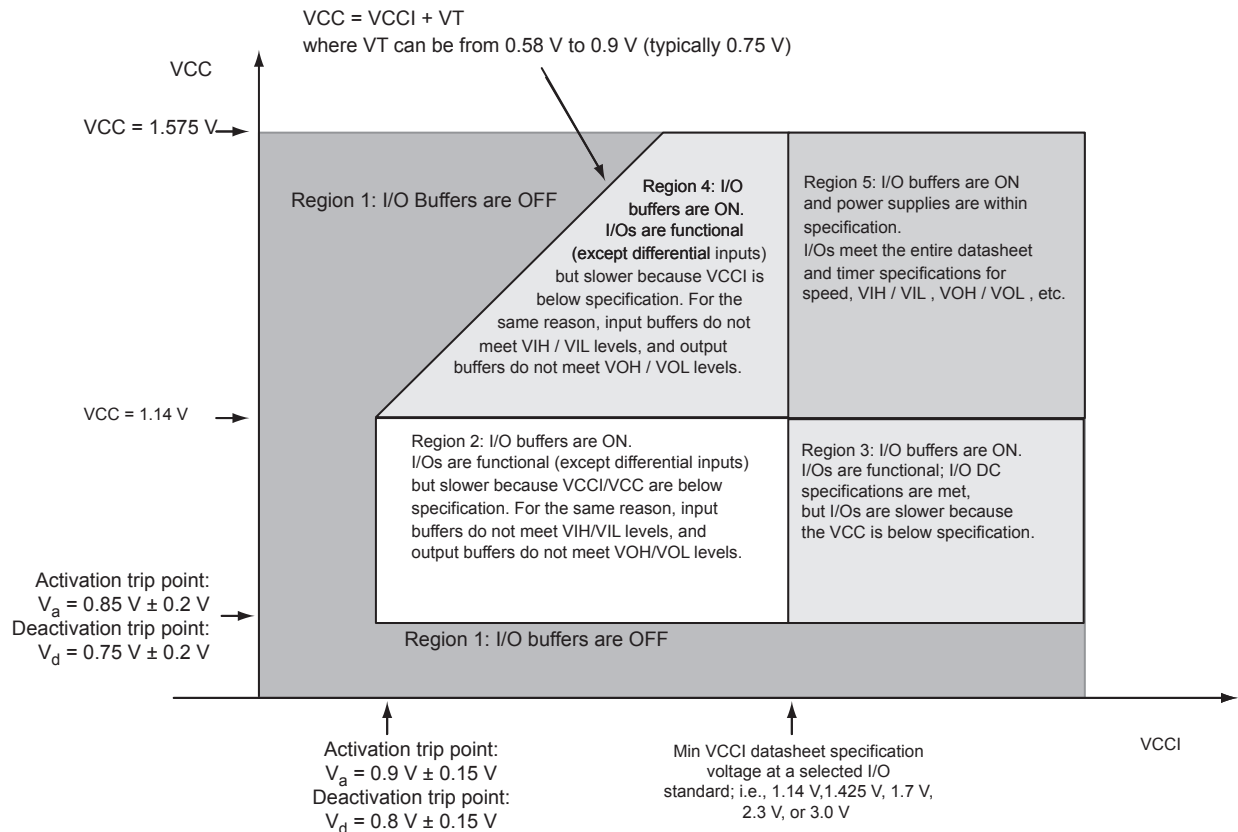 VCC = VCCI + VT
where VT can be from 0.58 V to 0.9 V (typically 0.75 V)
VCC
VCC = 1.575 V
Region 1: I/O Buffers are OFF
Region 4: I/O
buffers are ON.
I/Os are functional
(except differential inputs)
but slower because VCCI is
below specification. For the
same reason, input buffers do not
meet VIH / VIL levels, and output
buffers do not meet VOH / VOL levels.
Region 5: I/O buffers are ON
and power supplies are within
specification.
I/Os meet the entire datasheet
and timer specifications for
speed, VIH / VIL , VOH / VOL , etc.
VCC = 1.14 V
Region 2: I/O buffers are ON.
I/Os are functional (except differential inputs)
but slower because VCCI/VCC are below
specification. For the same reason, input
buffers do not meet VIH/VIL levels, and
output buffers do not meet VOH/VOL levels.
Region 3: I/O buffers are ON.
I/Os are functional; I/O DC
specifications are met,
but I/Os are slower because
the VCC is below specification.
Activation trip point:
Va = 0.85 V ± 0.2 V
Deactivation trip point:
Vd = 0.75 V ± 0.2 V
Region 1: I/O buffers are OFF
Activation trip point:
Va = 0.9 V ± 0.15 V
Deactivation trip point:
Vd = 0.8 V ± 0.15 V
Min VCCI datasheet specification
voltage at a selected I/O
standard; i.e., 1.14 V,1.425 V, 1.7 V,
2.3 V, or 3.0 V
VCCI